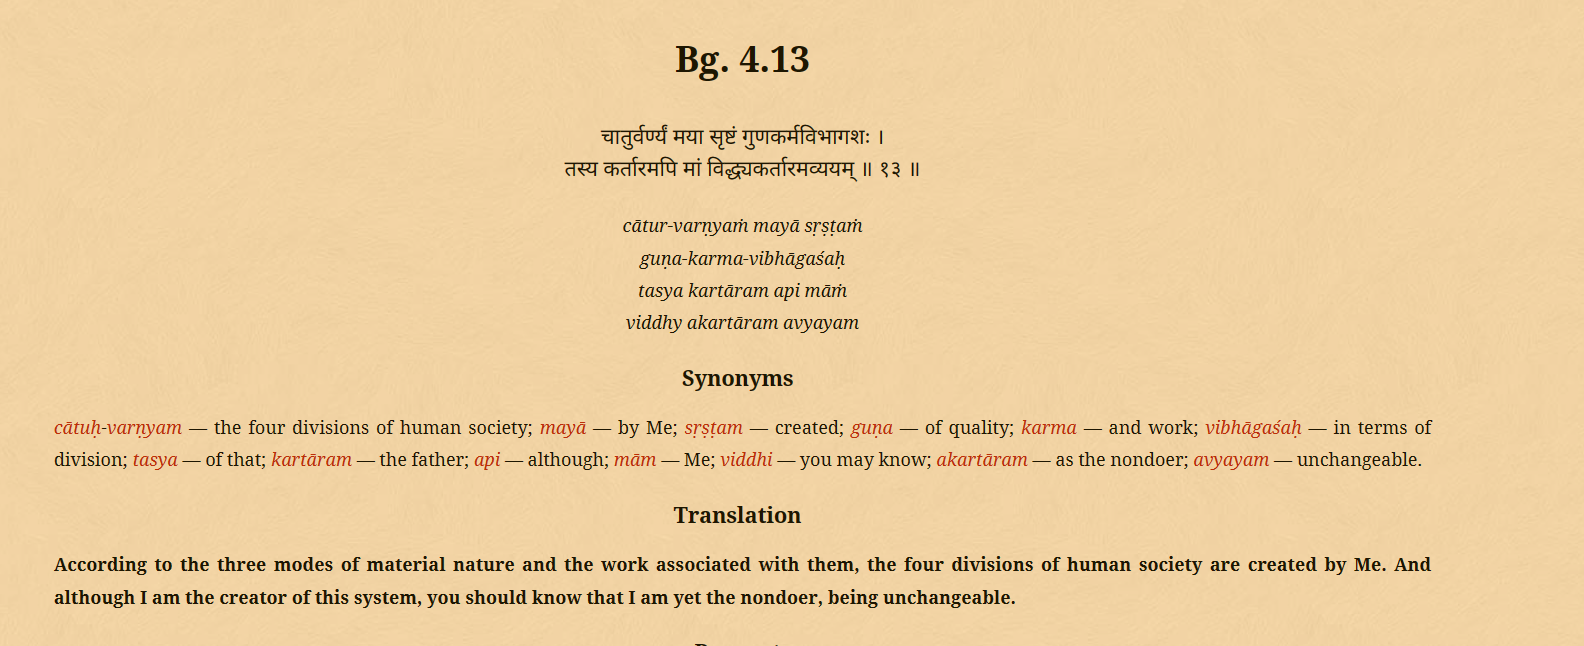 Bg. 4.13
चातुर्वर्ण्यं मया सृष्टं गुणकर्मविभागशः ।
तस्य कर्तारमपि मां विद्ध्यकर्तारमव्ययम् ॥ १३ ॥
cātur-varṇyaṁ mayā sṛṣṭaṁ
guṇa-karma-vibhāgaśaḥ
tasya kartāram api māṁ
viddhy akartāram avyayam
Synonyms
cātuḥ-varṇyam — the four divisions of human society; mayā — by Me; sṛṣṭam — created; guṇa — of quality; karma — and work; vibhāgaśaḥ — in terms of
division; tasya — of that; kartāram — the father; api — although; mām — Me; viddhi — you may know; akartāram — as the nondoer; avyayam — unchangeable.
Translation
According to the three modes of material nature and the work associated with them, the four divisions of human society are created by Me. And
although I am the creator of this system, you should know that I am yet the nondoer, being unchangeable.